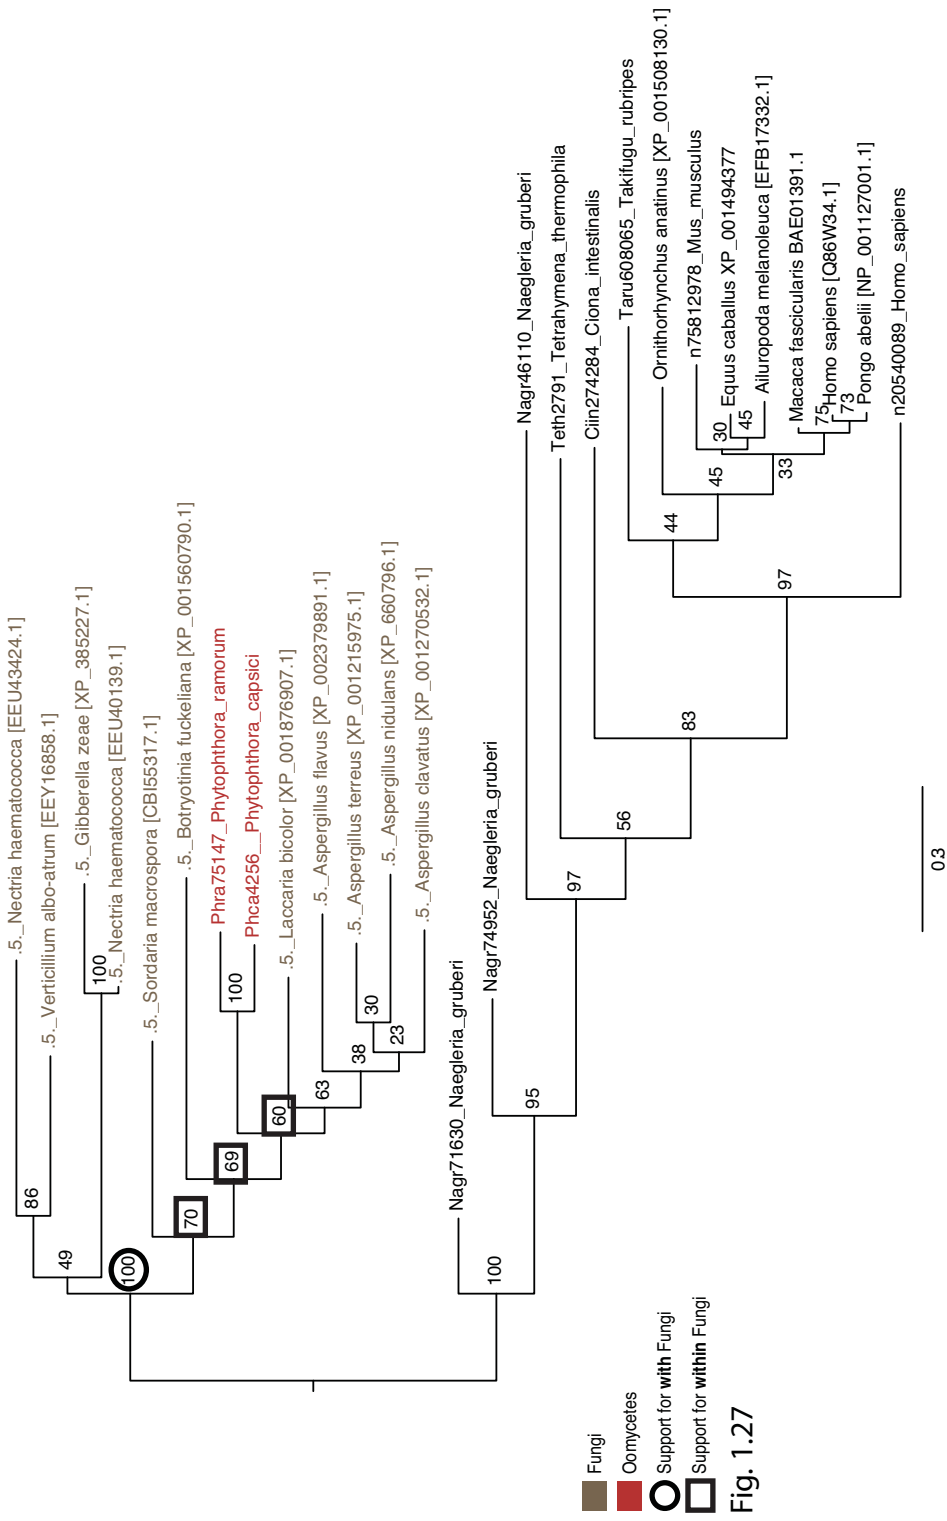 .5._Nectria haematococca [EEU43424.1]
86
.5._Verticillium albo-atrum [EEY16858.1]
49
.5._Gibberella zeae [XP_385227.1]
100
.5._Nectria haematococca [EEU40139.1]
100
.5._Sordaria macrospora [CBI55317.1]
70
.5._Botryotinia fuckeliana [XP_001560790.1]
69
Phra75147_Phytophthora_ramorum
100
Phca4256__Phytophthora_capsici
60
.5._Laccaria bicolor [XP_001876907.1]
63
.5._Aspergillus flavus [XP_002379891.1]
38
.5._Aspergillus terreus [XP_001215975.1]
30
.5._Aspergillus nidulans [XP_660796.1]
23
.5._Aspergillus clavatus [XP_001270532.1]
Nagr71630_Naegleria_gruberi
100
Nagr74952_Naegleria_gruberi
95
Nagr46110_Naegleria_gruberi
97
Teth2791_Tetrahymena_thermophila
56
Ciin274284_Ciona_intestinalis
83
Taru608065_Takifugu_rubripes
44
Ornithorhynchus anatinus [XP_001508130.1]
45
n75812978_Mus_musculus
30
Equus caballus XP_001494377
45
Ailuropoda melanoleuca [EFB17332.1]
33
Macaca fascicularis BAE01391.1
75
Homo sapiens [Q86W34.1]
73
Pongo abelii [NP_001127001.1]
97
n20540089_Homo_sapiens
0.3
Fungi
Oomycetes
Support for with Fungi
Support for within Fungi
Fig. 1.27